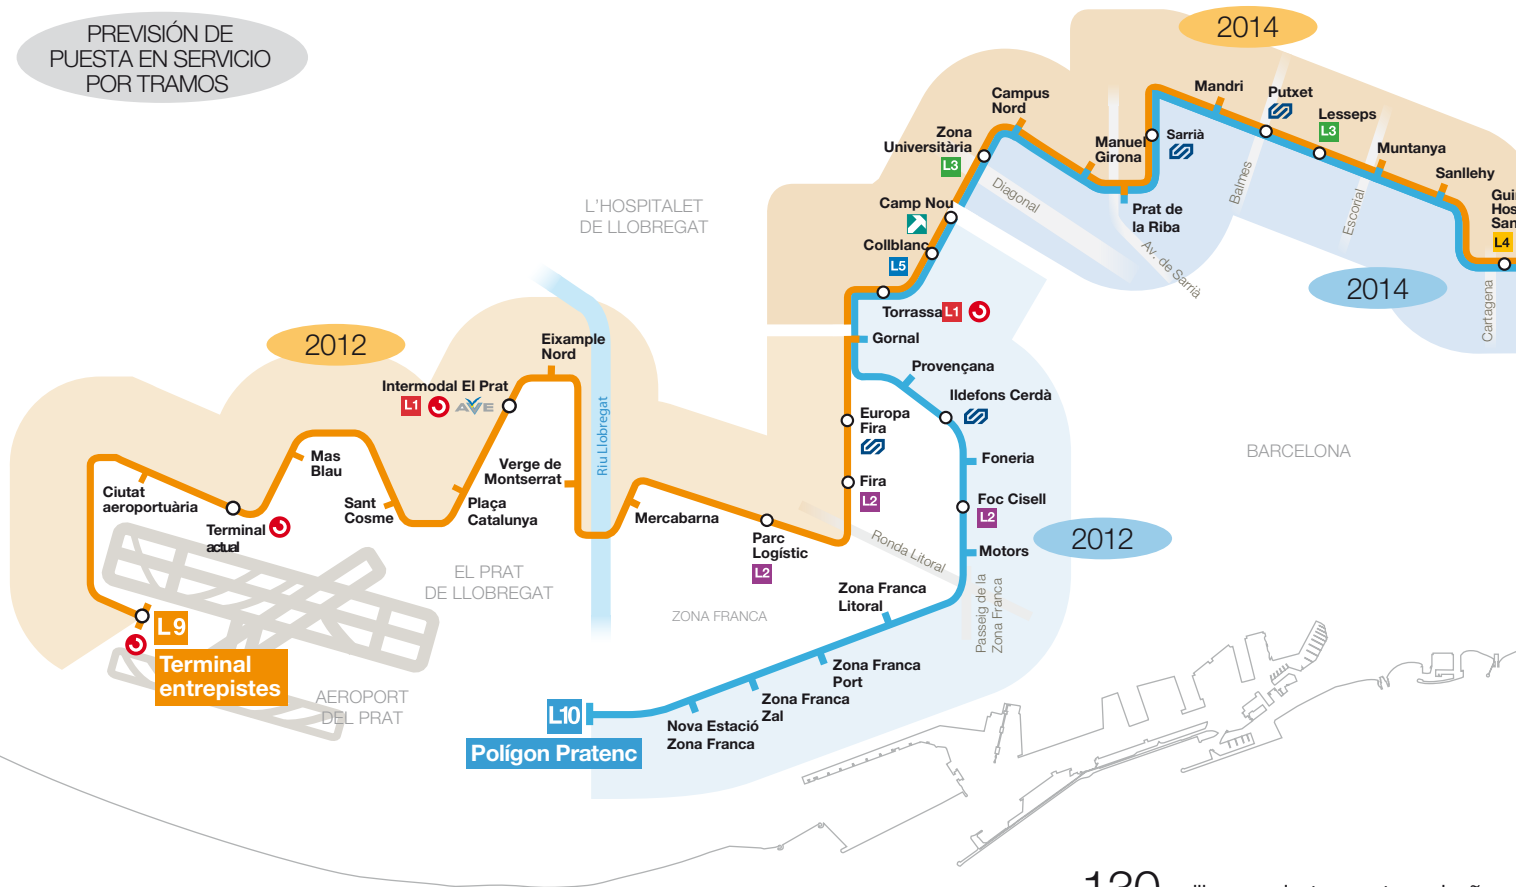 PREVISIÓN DE
PUESTA EN SERVICIO
POR TRAMOS
2014
Campus
Nord
Zona
Universitària
L3
Manuel
Girona
Sarrià
Mandri
Putxet
Lesseps
L3
Muntanya
Sanllehy
L4
Camp Nou
Collblanc
L5
Diagonal
Prat de
la Riba
Av. de Sarrià
Balmes
Escorial
Cartagena
2014
L'HOSPITALET
DE LLOBREGAT
Torrassa
L1
Gornal
Provençana
Ildefons Cerdà
Europa
Fira
Fira
L2
Foneria
Foc Cisell
L2
Motors
2012
BARCELONA
2012
Eixample
Nord
Intermodal El Prat
L1
AVE
Riu Llobregat
Verge de
Montserrat
Mas
Blau
Ciutat
aeroportuària
Terminal
actual
Sant
Cosme
Plaça
Catalunya
Mercabarna
Parc
Logístic
L2
Ronda Litoral
Passeig de la
Zona Franca
EL PRAT
DE LLOBREGAT
ZONA FRANCA
Zona Franca
Litoral
Zona Franca
Port
Zona Franca
Zal
Nova Estació
Zona Franca
L9
Terminal
entrepistes
AEROPORT
DEL PRAT
L10
Polígon Pratenc